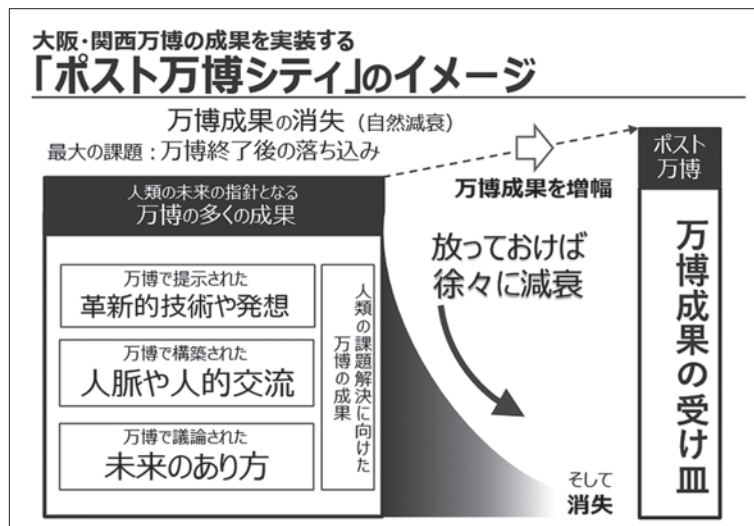 大阪・関西万博の成果を実装する
「ポスト万博シティ」のイメージ
万博成果の消失（自然減衰）
最大の課題：万博終了後の落ち込み
人類の未来の指針となる
万博の多くの成果
万博で提示された
革新的技術や発想
万博で構築された
人脈や人的交流
万博で議論された
未来のあり方
人類の課題解決に向けた
万博の成果
万博成果を増幅
放っておけば
徐々に減衰
そして
消失
ポスト
万博
万博成果の受け皿